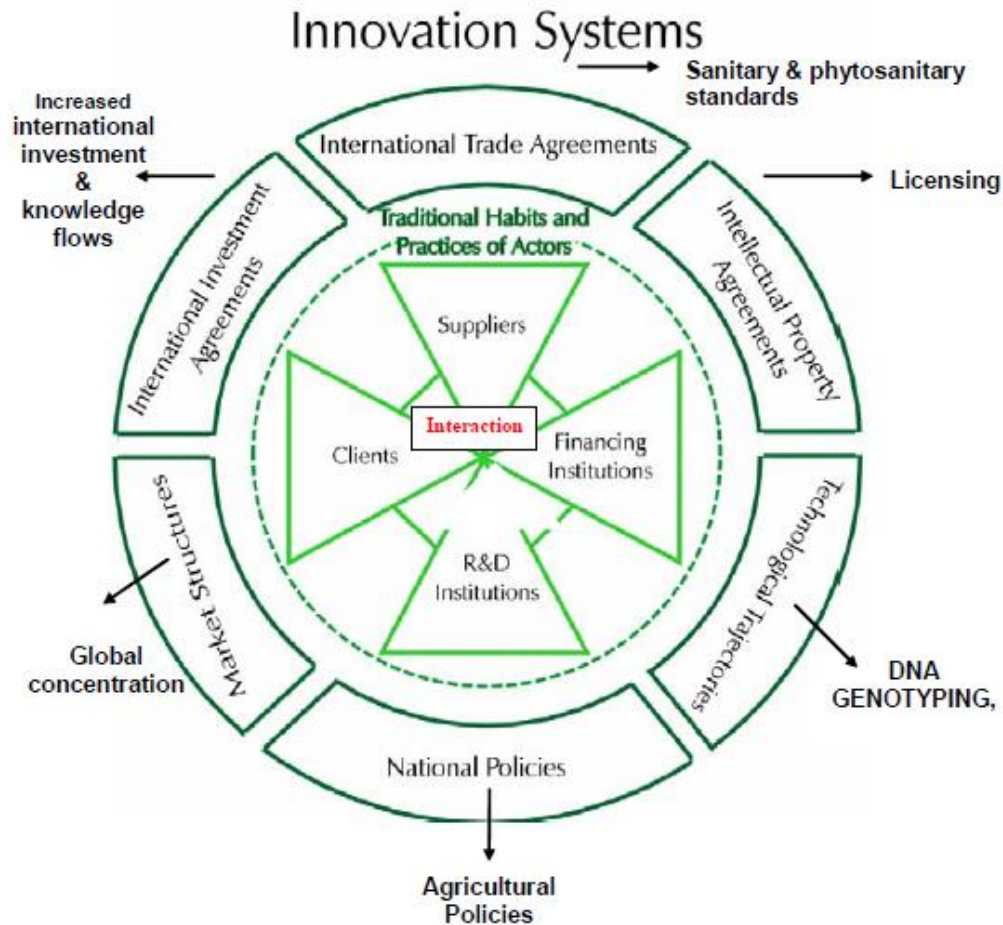 Innovation Systems
Sanitary & phytosanitary
standards
Increased
international
investment
&
knowledge
flows
International Trade Agreements
Licensing
International Investment
Agreements
Traditional Habits and
Practices of Actors
Intellectual Property
Agreements
Suppliers
Interaction
Clients
Financing
Institutions
R&D
Institutions
Market Structures
Technological Trajectories
Global
concentration
DNA
GENOTYPING,
National Policies
Agricultural
Policies